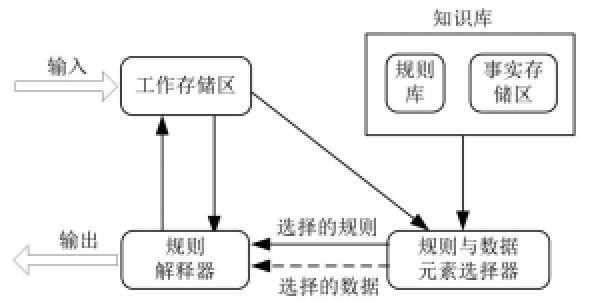 知识库
输入
工作存储区
规则
库
事实存
储区
选择的规则
输出
规则
解释器
规则与数据
元素选择器
选择的数据